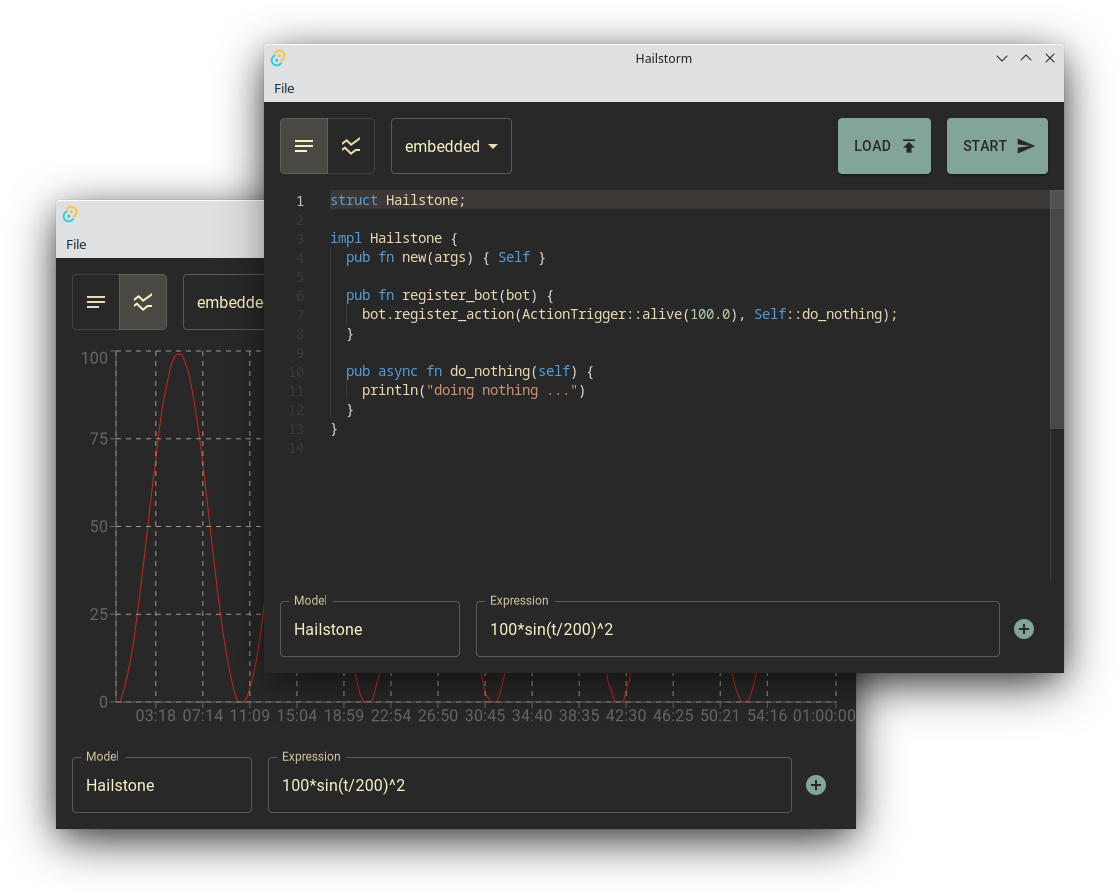 Hailstorm
File
embedded
LOAD
START
1 struct Hailstone;
2
3 impl Hailstone {
4 pub fn new(args) { Self }
5
6 pub fn register_bot(bot) {
7 bot.register_action(ActionTrigger::alive(100.0), Self::do_nothing);
8 }
9
10 pub async fn do_nothing(self) {
11 println("doing nothing ...")
12 }
13 }
14
Model
Hailstone
Expression
100*sin(t/200)^2
File
embedde
100
75
50
25
0
03:18 07:14 11:09 15:04 18:59 22:54 26:50 30:45 34:40 38:35 42:30 46:25 50:21 54:16 01:00:00
Model
Hailstone
Expression
100*sin(t/200)^2